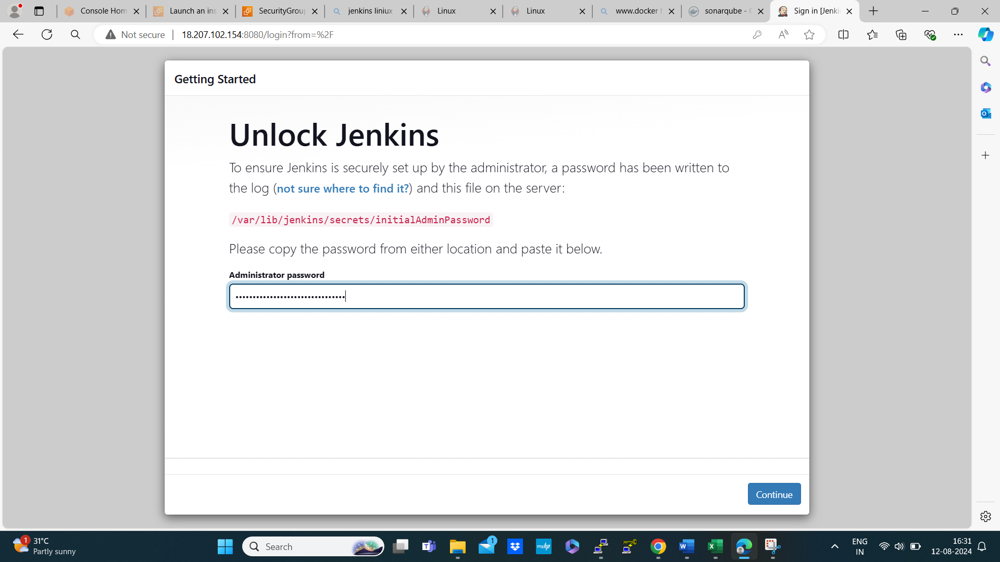 Console Hom
Launch an ins
SecurityGroup
jenkins liniux
Linux
Linux
www.docker h
sonarqube - 
Sign in [Jenki
Not secure
18.207.102.154:8080/login?from=%2F
Getting Started
Unlock Jenkins
To ensure Jenkins is securely set up by the administrator, a password has been written to
the log (not sure where to find it?) and this file on the server:
/var/lib/jenkins/secrets/initialAdminPassword
Please copy the password from either location and paste it below.
Administrator password
••••••••••••••••••••••••••••••••
Continue
1
31°C
Partly sunny
Search
1
myhp
ENG
IN
16:31
12-08-2024